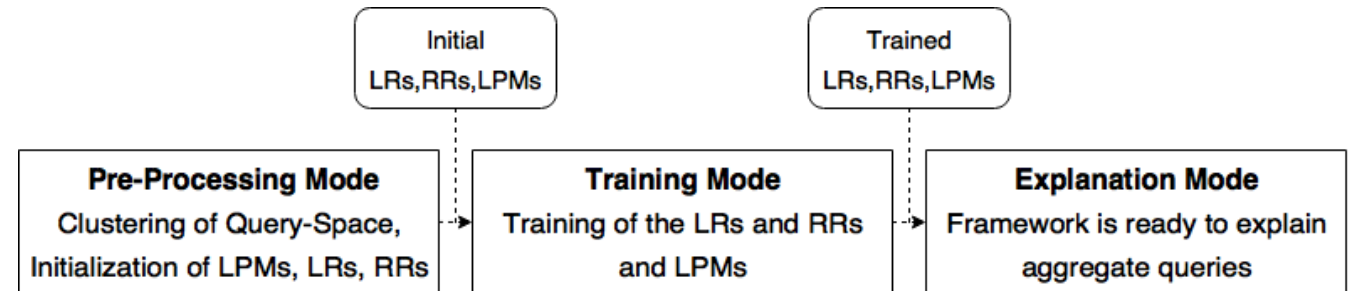 Initial
LRs,RRs,LPMs
Trained
LRs,RRs,LPMs
Pre-Processing Mode
Clustering of Query-Space,
Initialization of LPMs, LRs, RRs
Training Mode
Training of the LRs and RRs
and LPMs
Explanation Mode
Framework is ready to explain
aggregate queries